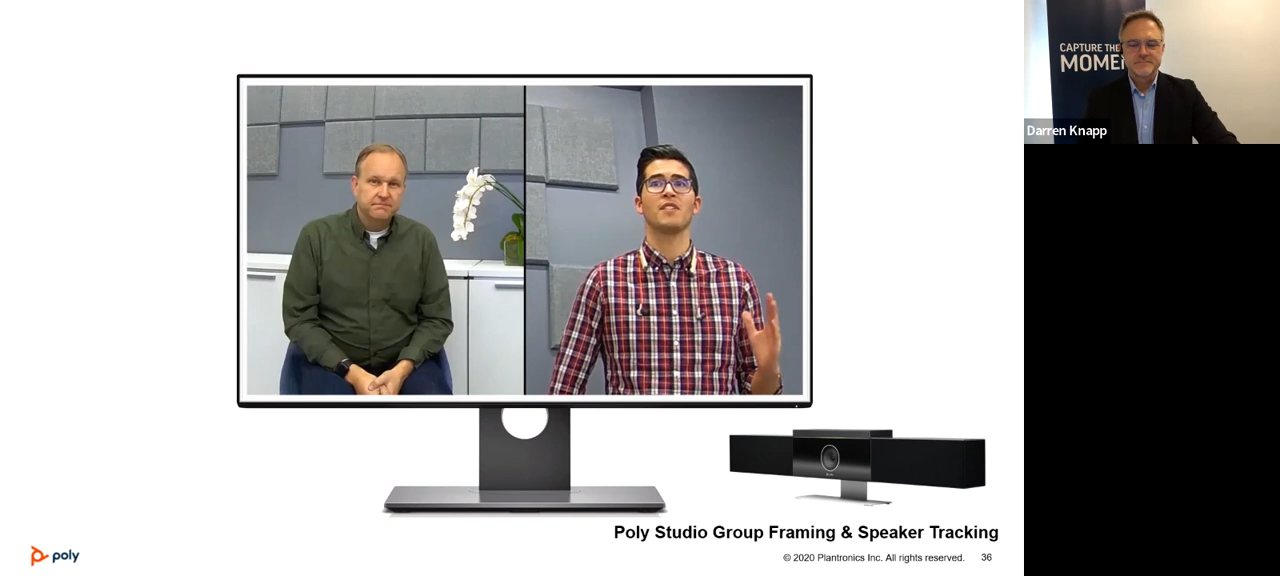 CAPTURE THE
MOME
Darren Knapp
Poly Studio Group Framing & Speaker Tracking
poly
© 2020 Plantronics Inc. All rights reserved. 36